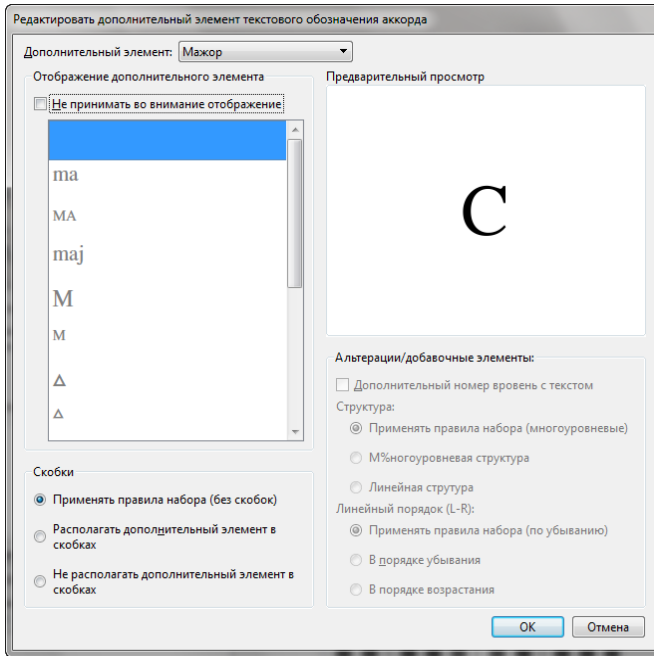 Редактировать дополнительный элемент текстового обозначения аккорда
Дополнительный элемент: Мажор
Отображение дополнительного элемента
Не принимать во внимание отображение
ma
MA
maj
M
M
Δ
Δ
Скобки
Применять правила набора (без скобок)
Располагать дополнительный элемент в
скобках
Не располагать дополнительный элемент в
скобках
Предварительный просмотр
C
Альтерации/добавочные элементы:
Дополнительный номер вровень с текстом
Структура:
Применять правила набора (многоуровневые)
М%ногоуровневая структура
Линейная струтура
Линейный порядок (L-R):
Применять правила набора (по убыванию)
В порядке убывания
В порядке возрастания
OK
Отмена